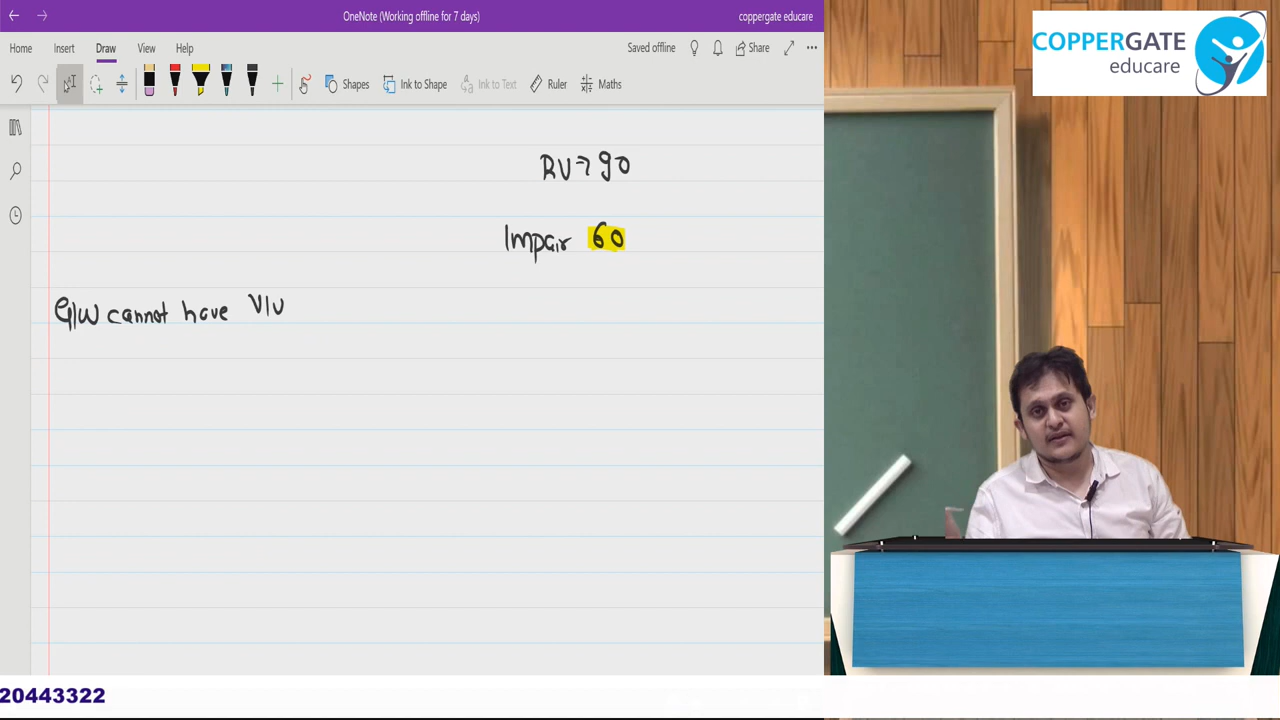 OneNote (Working offline for 7 days)
coppergate educare
Home Insert Draw View Help
Saved offline Share
Shapes Ink to Shape Ink to Text Ruler Maths
COPPERGATE
educare
RV → 90
Impair 60
G/W cannot have V/U
20443322